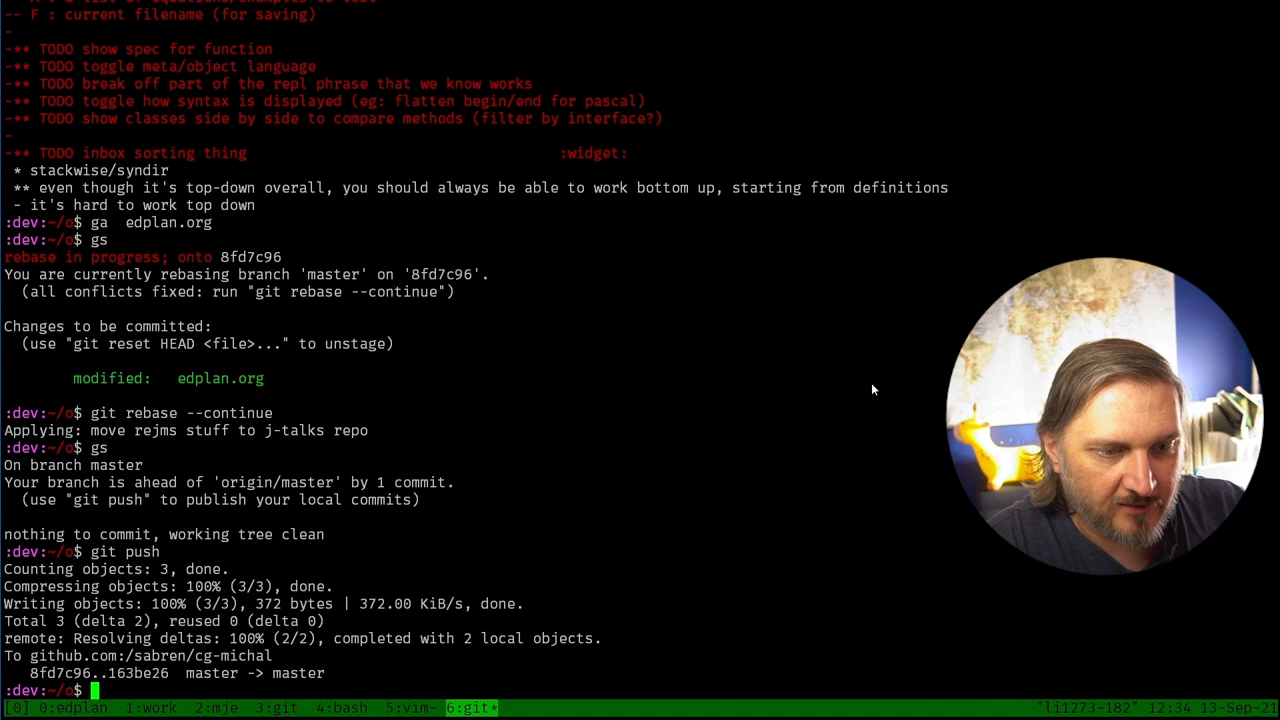 -- F : current filename (for saving)
-
-** TODO show spec for function
-** TODO toggle meta/object language
-** TODO break off part of the repl phrase that we know works
-** TODO toggle how syntax is displayed (eg: flatten begin/end for pascal)
-** TODO show classes side by side to compare methods (filter by interface?)
-
-** TODO inbox sorting thing :widget:
* stackwise/syndir
** even though it's top-down overall, you should always be able to work bottom up, starting from definitions
- it's hard to work top down
:dev:~/o$ ga  edplan.org
:dev:~/o$ gs
rebase in progress; onto 8fd7c96
You are currently rebasing branch 'master' on '8fd7c96'.
(all conflicts fixed: run "git rebase --continue")
Changes to be committed:
(use "git reset HEAD <file>..." to unstage)
modified:   edplan.org
:dev:~/o$ git rebase --continue
Applying: move rejms stuff to j-talks repo
:dev:~/o$ gs
On branch master
Your branch is ahead of 'origin/master' by 1 commit.
(use "git push" to publish your local commits)
nothing to commit, working tree clean
:dev:~/o$ git push
Counting objects: 3, done.
Compressing objects: 100% (3/3), done.
Writing objects: 100% (3/3), 372 bytes | 372.00 KiB/s, done.
Total 3 (delta 2), reused 0 (delta 0)
remote: Resolving deltas: 100% (2/2), completed with 2 local objects.
To github.com:/sabren/cg-michal
8fd7c96..163be26  master -> master
:dev:~/o$
[0] 0:edplan  1:work  2:mje  3:git  4:bash  5:vim- 6:git* "li1273-182" 12:34 13-Sep-21